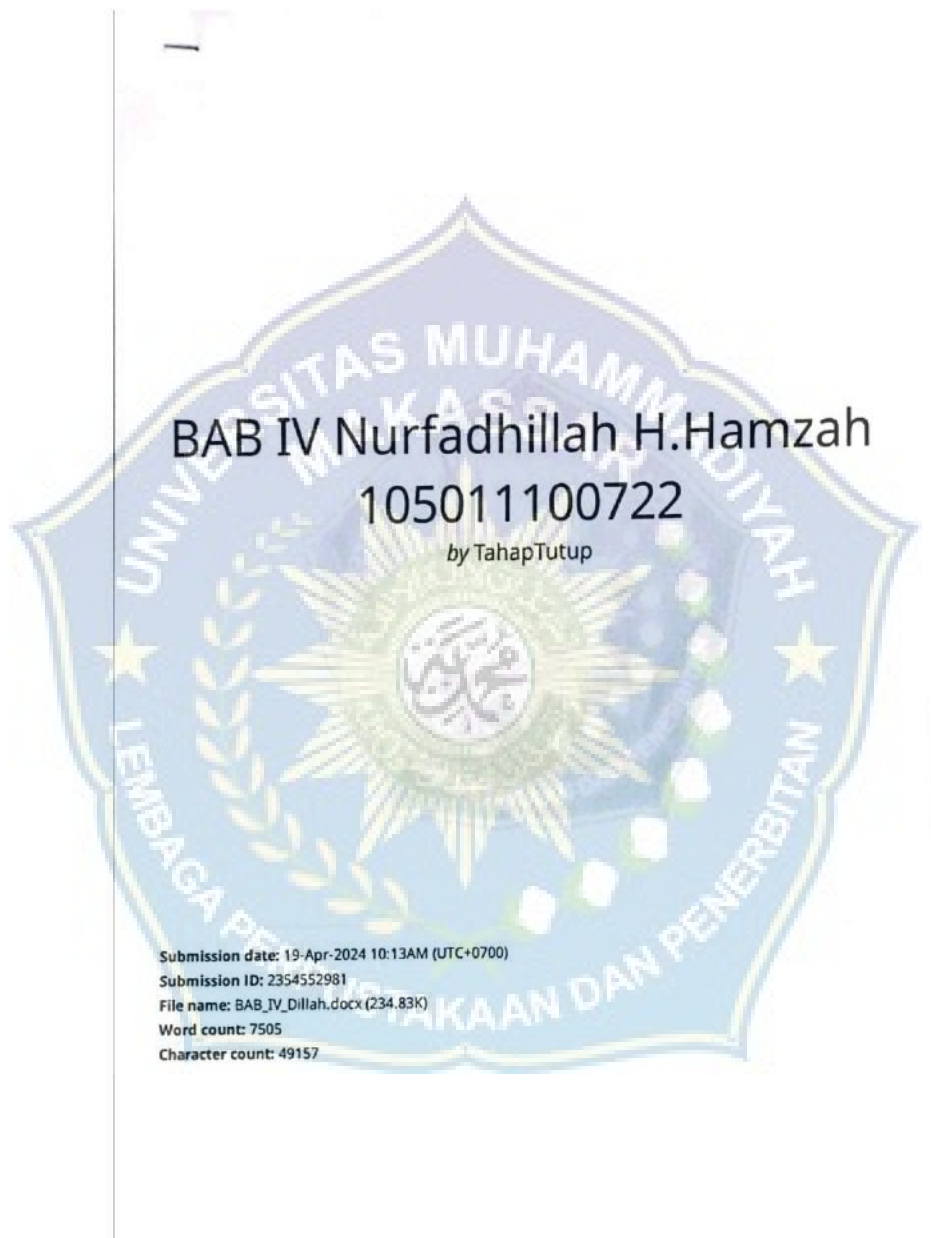 UNIVERSITAS MUHAMMADIYAH
MAKASSAR
BAB IV Nurfadhillah H.Hamzah
105011100722
by TahapTutup
Submission date: 19-Apr-2024 10:13AM (UTC+0700)
Submission ID: 2354552981
File name: BAB_IV_Dillah.docx (234.83K)
Word count: 7505
Character count: 49157
LEMBAGA PERPUSTAKAAN DAN PENERBITAN